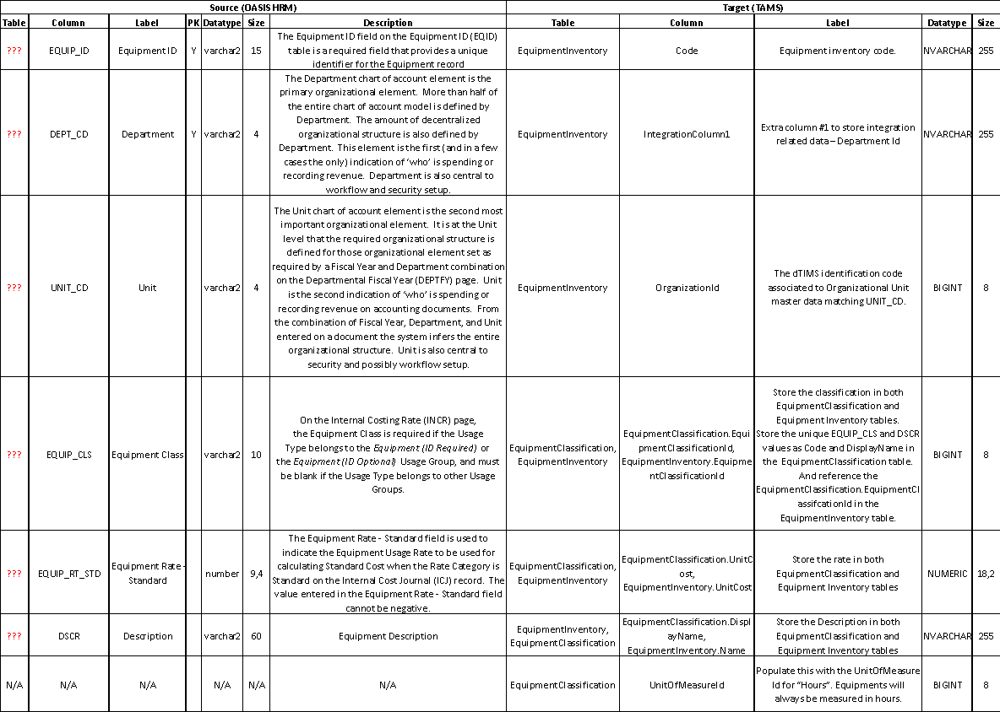 Source (OASIS HRM) Target (TAMS)
Table Column Label PK Datatype Size Description Table Column Label Datatype Size
??? EQUIP_ID Equipment ID Y varchar2 15
The Equipment ID field on the Equipment ID (EQID)
table is a required field that provides a unique
identifier for the Equipment record
EquipmentInventory Code Equipment inventory code. NVARCHAR 255
??? DEPT_CD Department Y varchar2 4
The Department chart of account element is the
primary organizational element. More than half of
the entire chart of account model is defined by
Department. The amount of decentralized
organizational structure is also defined by
Department. This element is the first (and in a few
cases the only) indication of ‘who’ is spending or
recording revenue. Department is also central to
workflow and security setup.
EquipmentInventory IntegrationColumn1
Extra column #1 to store integration
related data – Department Id
NVARCHAR 255
??? UNIT_CD Unit varchar2 4
The Unit chart of account element is the second most
important organizational element. It is at the Unit
level that the required organizational structure is
defined for those organizational element set as
required by a Fiscal Year and Department combination
on the Departmental Fiscal Year (DEPTFY) page. Unit
is the second indication of ‘who’ is spending or
recording revenue on accounting documents. From
the combination of Fiscal Year, Department, and Unit
entered on a document the system infers the entire
organizational structure. Unit is also central to
security and possibly workflow setup.
EquipmentInventory OrganizationId
The dTIMS identification code
associated to Organizational Unit
master data matching UNIT_CD.
BIGINT 8
??? EQUIP_CLS Equipment Class varchar2 10
On the Internal Costing Rate (INCR) page,
the Equipment Class is required if the Usage
Type belongs to the Equipment (ID Required) or
the Equipment (ID Optional) Usage Group, and must
be blank if the Usage Type belongs to other Usage
Groups.
EquipmentClassification,
EquipmentInventory
EquipmentClassification.Equi
pmentClassificationId,
EquipmentInventory.Equipme
ntClassificationId
Store the classification in both
EquipmentClassification and
Equipment Inventory tables.
Store the unique EQUIP_CLS and DSCR
values as Code and DisplayName in
the EquipmentClassification table.
And reference the
EquipmentClassification.EquipmentCl
assifcationId in the
EquipmentInventory table.
BIGINT 8
??? EQUIP_RT_STD
Equipment Rate -
Standard
number 9,4
The Equipment Rate - Standard field is used to
indicate the Equipment Usage Rate to be used for
calculating Standard Cost when the Rate Category is
Standard on the Internal Cost Journal (ICJ) record. The
value entered in the Equipment Rate - Standard field
cannot be negative.
EquipmentClassification,
EquipmentInventory
EquipmentClassification.UnitC
ost,
EquipmentInventory.UnitCost
Store the rate in both
EquipmentClassification and
Equipment Inventory tables
NUMERIC 18,2
??? DSCR Description varchar2 60 Equipment Description
EquipmentInventory,
EquipmentClassification
EquipmentClassification.Displ
ayName,
EquipmentInventory.Name
Store the Description in both
EquipmentClassification and
Equipment Inventory tables
NVARCHAR 255
N/A N/A N/A N/A N/A N/A EquipmentClassification UnitOfMeasureId
Populate this with the UnitOfMeasure
Id for “Hours”. Equipments will
always be measured in hours.
BIGINT 8